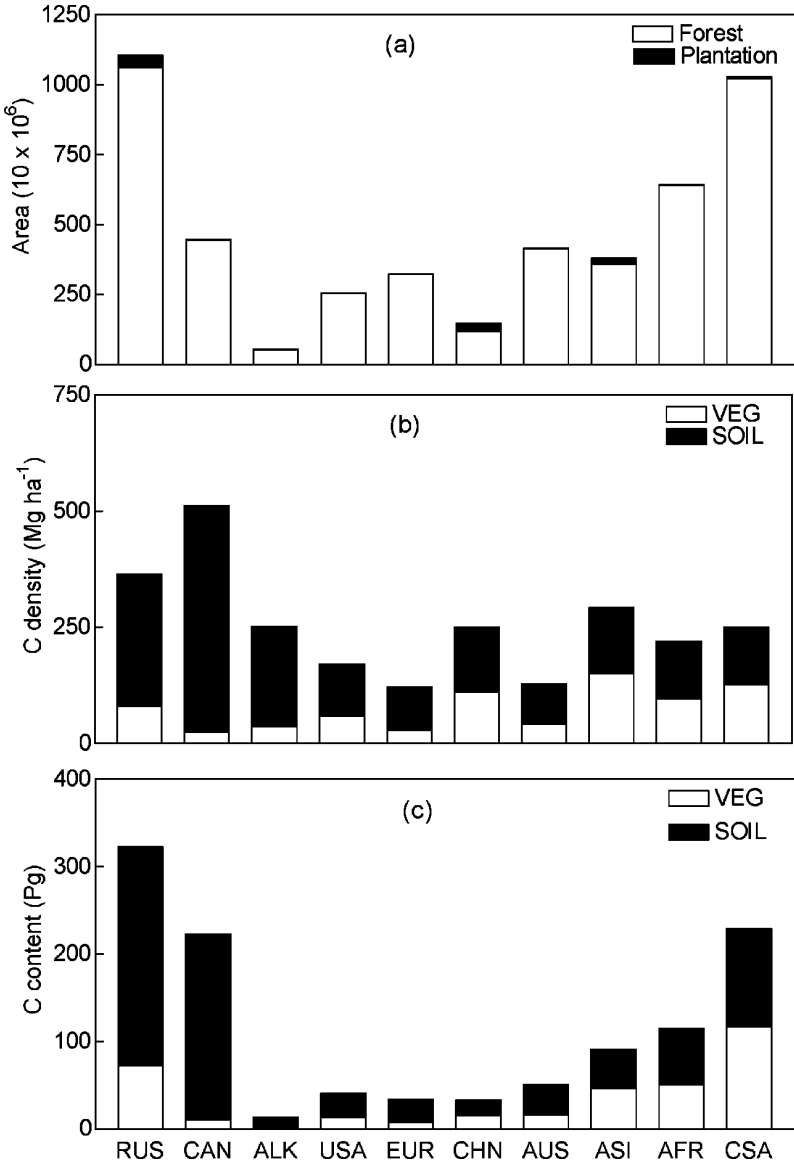 (a)
Forest
Plantation
1250
1000
750
500
250
0
Area (10 x 10⁶)
(b)
VEG
SOIL
750
500
250
0
C density (Mg ha⁻¹)
(c)
VEG
SOIL
400
300
200
100
0
C content (Pg)
RUS CAN ALK USA EUR CHN AUS ASI AFR CSA